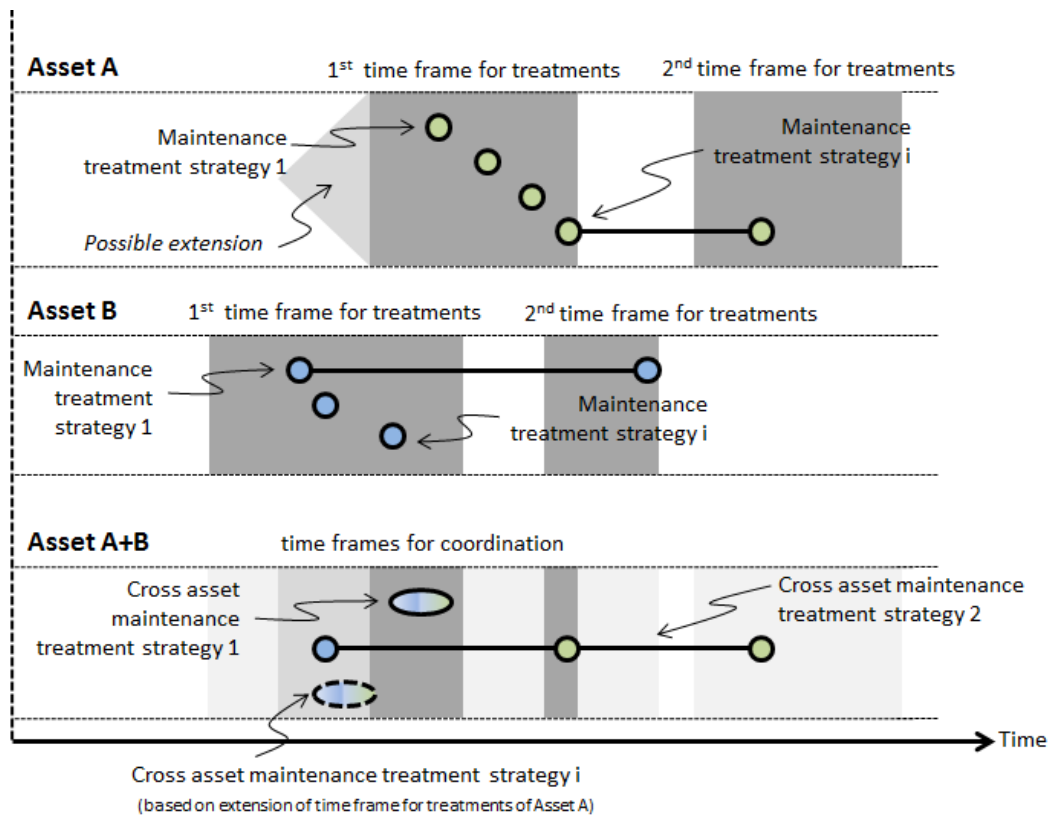 Asset A
1st time frame for treatments
2nd time frame for treatments
Maintenance
treatment strategy 1
Maintenance
treatment strategy i
Possible extension
Asset B
1st time frame for treatments
2nd time frame for treatments
Maintenance
treatment
strategy 1
Maintenance
treatment strategy i
Asset A+B
time frames for coordination
Cross asset
maintenance
treatment strategy 1
Cross asset maintenance
treatment strategy 2
Time
Cross asset maintenance treatment strategy i
(based on extension of time frame for treatments of Asset A)